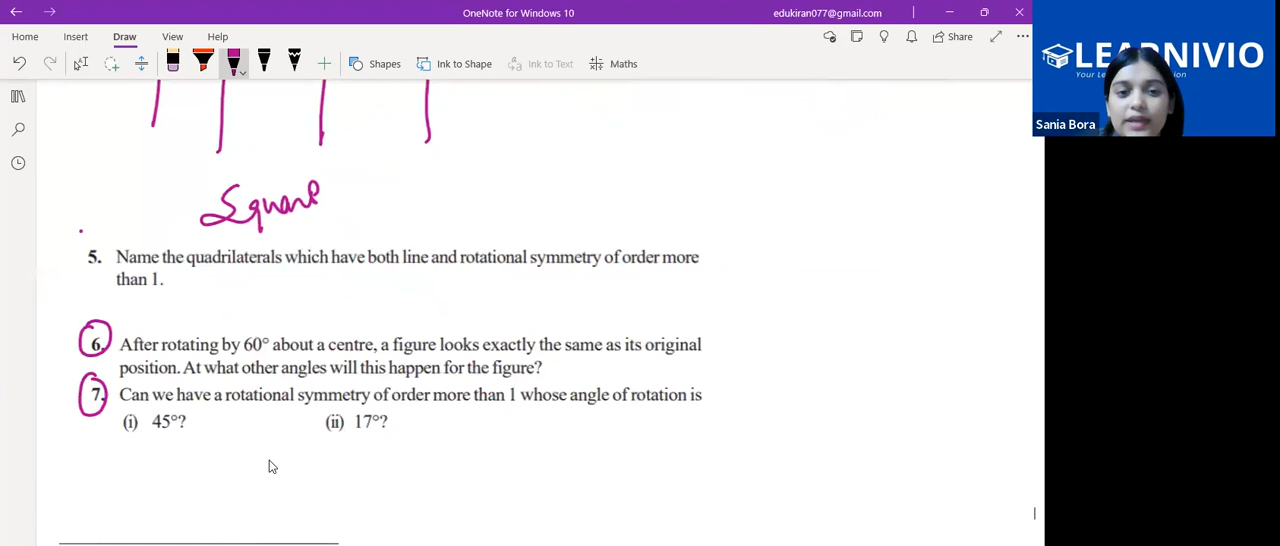 OneNote for Windows 10
edukiran077@gmail.com
Home Insert Draw View Help
Share
Shapes Ink to Shape Ink to Text Maths
LEARNIVIO
Sania Bora
Square
5. Name the quadrilaterals which have both line and rotational symmetry of order more
than 1.
6. After rotating by 60° about a centre, a figure looks exactly the same as its original
position. At what other angles will this happen for the figure?
7. Can we have a rotational symmetry of order more than 1 whose angle of rotation is
(i) 45°? (ii) 17°?